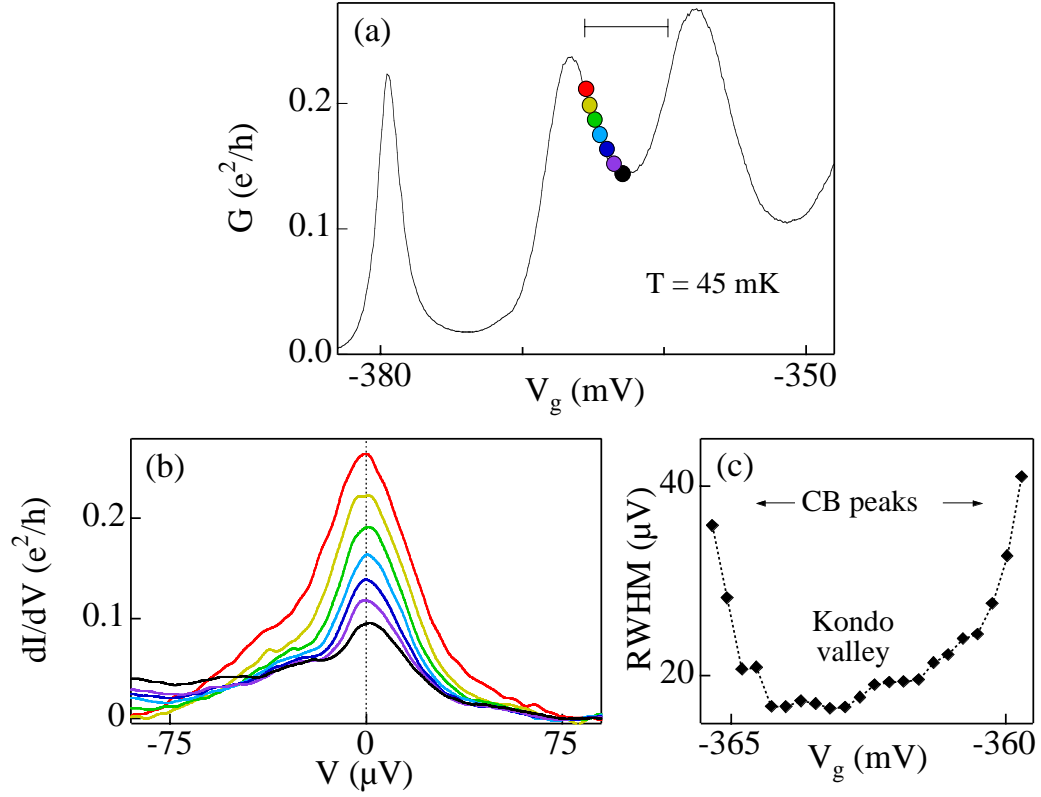 (a)
G (e²/h)
0.2
0.1
0.0
T = 45 mK
-380
-350
V_g (mV)
(b)
dI/dV (e²/h)
0.2
0.1
0
-75
0
75
V (μV)
(c)
RWHM (μV)
40
20
CB peaks
Kondo
valley
-365
-360
V_g (mV)